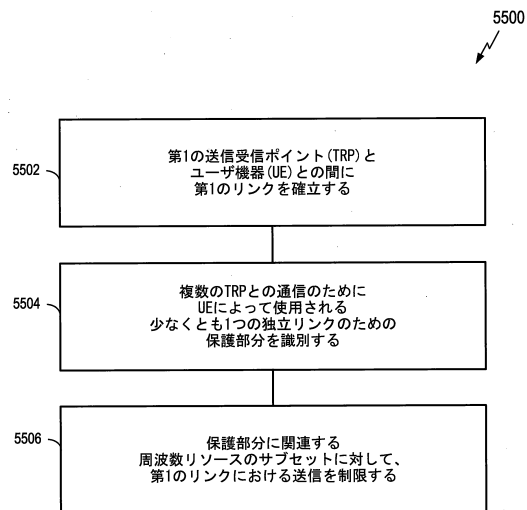 5500
5502
第1の送信受信ポイント(TRP)と
ユーザ機器(UE)との間に
第1のリンクを確立する
5504
複数のTRPとの通信のために
UEによって使用される
少なくとも1つの独立リンクのための
保護部分を識別する
5506
保護部分に関連する
周波数リソースのサブセットに対して、
第1のリンクにおける送信を制限する